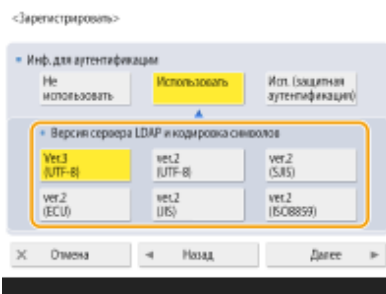 <Зарегистрировать>
Инф. для аутентификации
Не использовать
Использовать
Исп. (защитная аутентификация)
Версия сервера LDAP и кодировка символов
Ver.3 (UTF-8)
ver.2 (UTF-8)
ver.2 (SJIS)
ver.2 (ECU)
ver.2 (JIS)
ver.2 (ISO8859)
Отмена
Назад
Далее